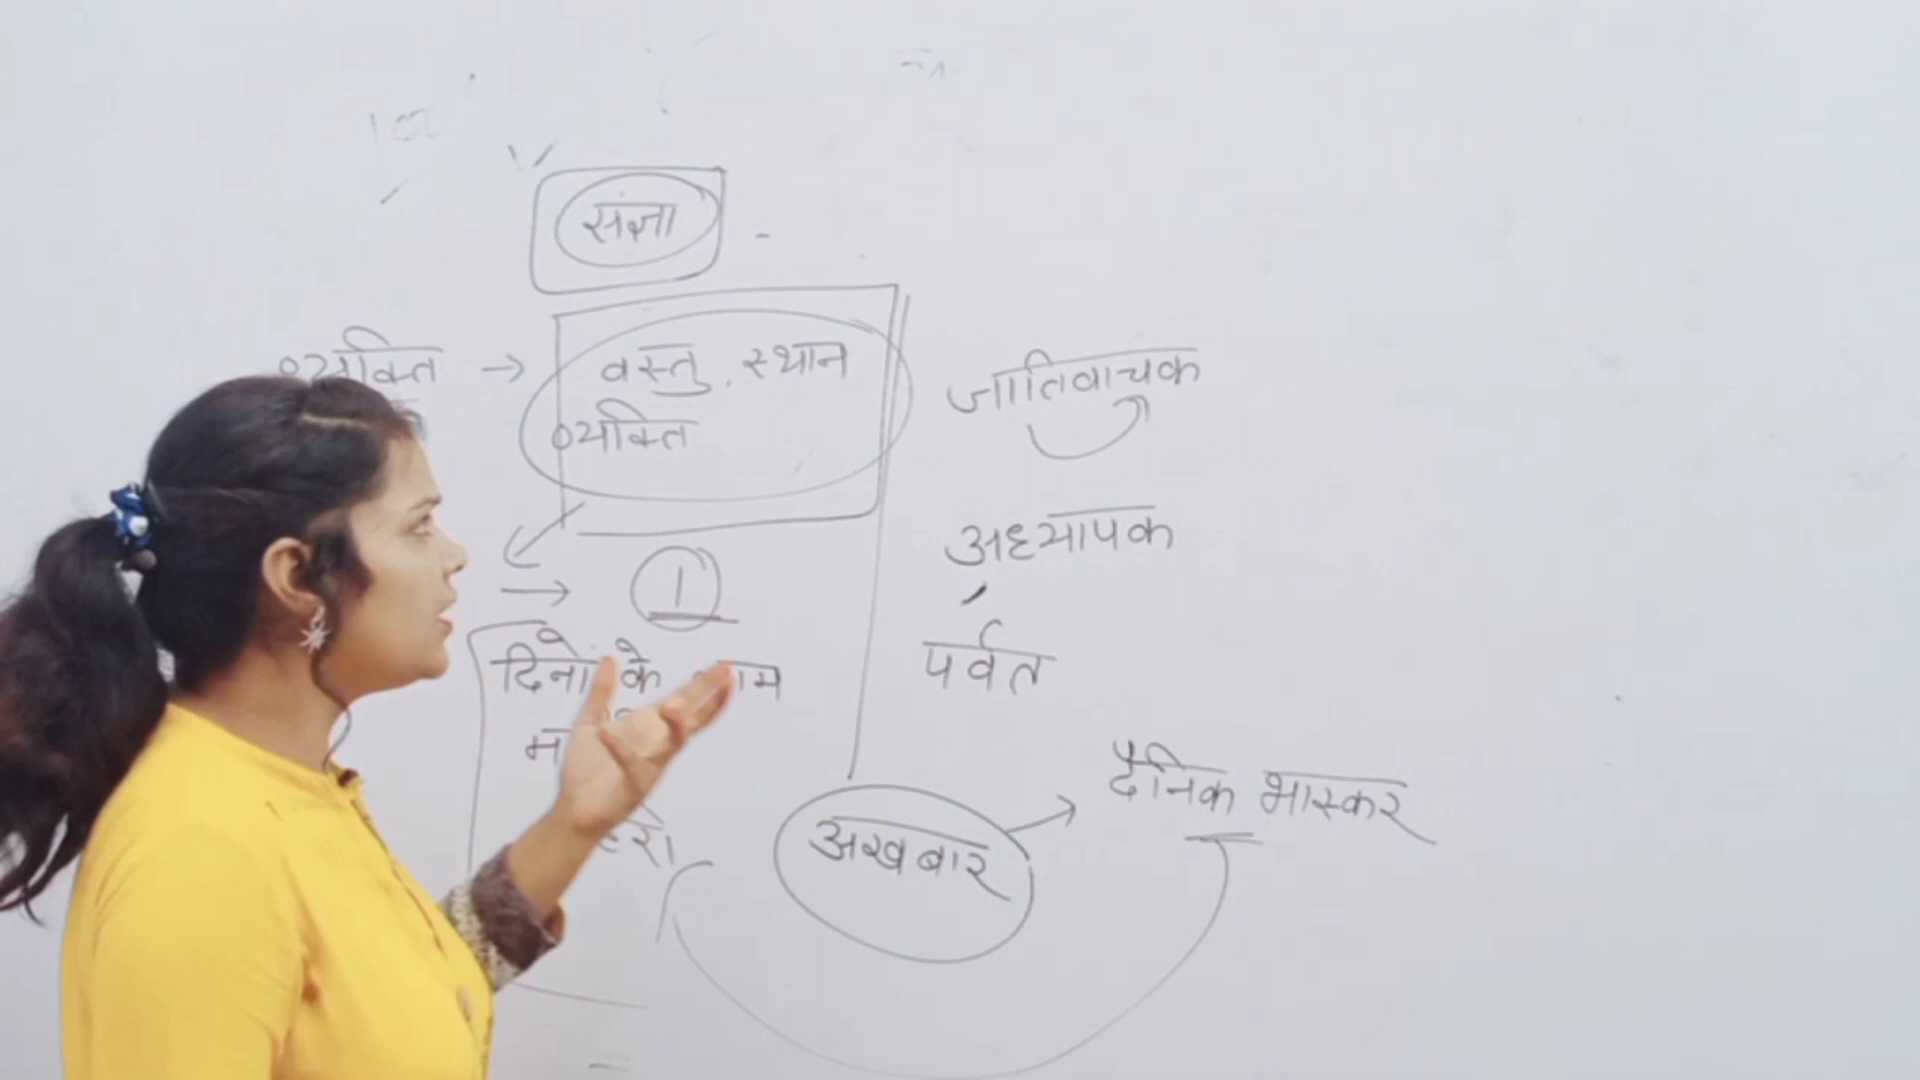 संज्ञा
व्यक्ति → वस्तु, स्थान
व्यक्ति
जातिवाचक
अध्यापक
1
दिनो के नाम
पर्वत
अखबार → दैनिक भास्कर